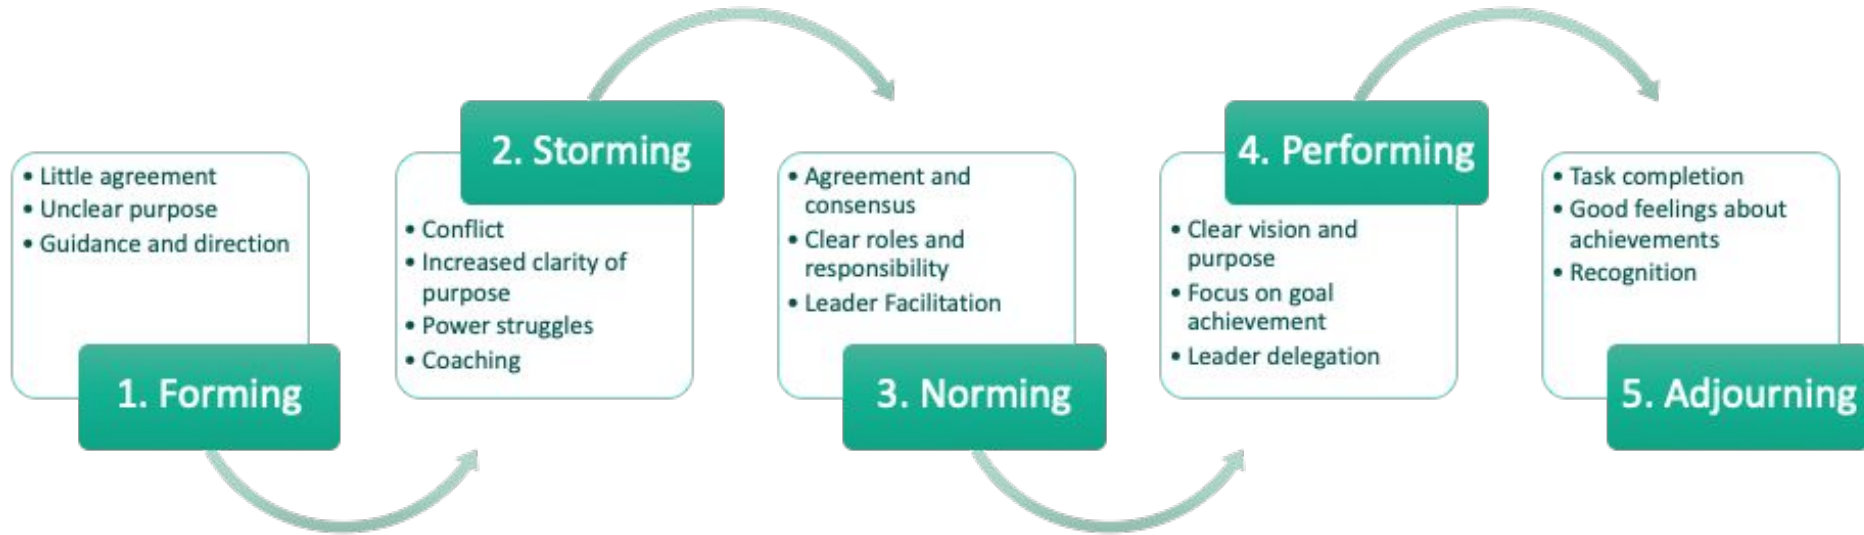 • Little agreement
• Unclear purpose
• Guidance and direction
1. Forming
2. Storming
• Conflict
• Increased clarity of
purpose
• Power struggles
• Coaching
• Agreement and
consensus
• Clear roles and
responsibility
• Leader Facilitation
3. Norming
4. Performing
• Clear vision and
purpose
• Focus on goal
achievement
• Leader delegation
• Task completion
• Good feelings about
achievements
• Recognition
5. Adjourning